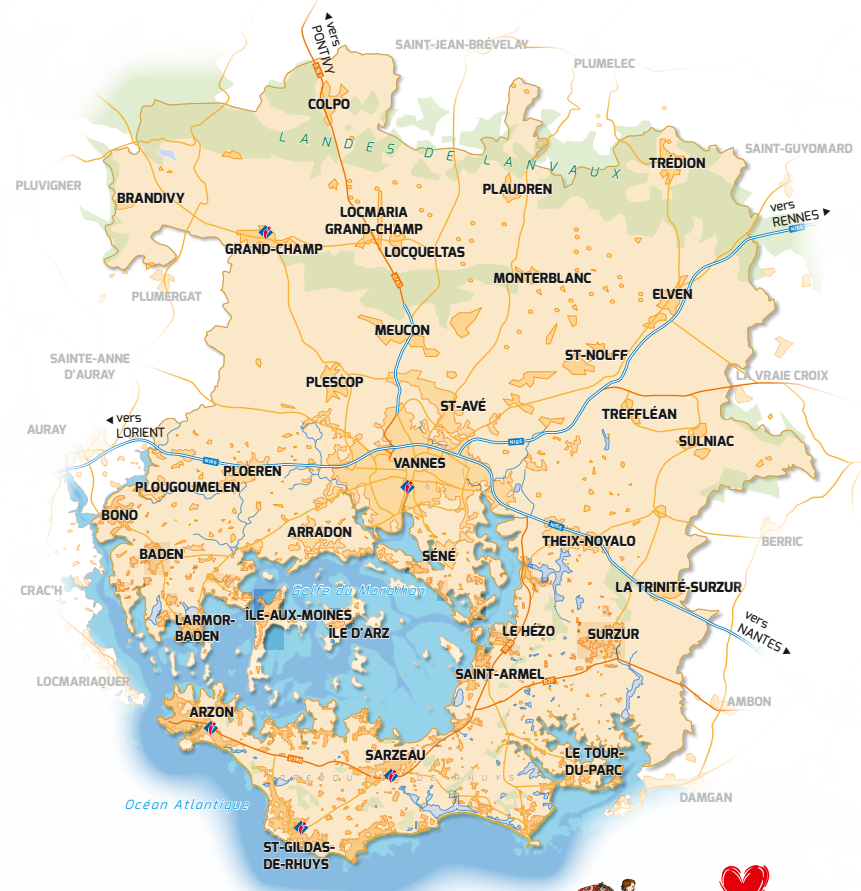 vers
PONTIVY
SAINT-JEAN-BRÉVELAY
PLUMELEC
COLPO
LANDES DE LANVAUX
SAINT-GUYOMARD
TRÉDION
PLUVIGNER
BRANDIVY
PLAUDREN
vers
RENNES
LOCMARIA
GRAND-CHAMP
GRAND-CHAMP
LOCQUELTAS
MONTERBLANC
PLUMERGAT
ELVEN
MEUCON
ST-NOLFF
SAINTE-ANNE
D'AURAY
LA VRAIE CROIX
PLESCOP
ST-AVÉ
TREFFLÉAN
vers
LORIENT
AURAY
SULNIAC
N165
N166
VANNES
PLOEREN
PLOUGOUMELEN
BONO
ARRADON
THEIX-NOYALO
BERRIC
BADEN
SÉNÉ
Golfe du Morbihan
CRAC'H
LA TRINITÉ-SURZUR
LARMOR-
BADEN
ÎLE-AUX-MOINES
ÎLE D'ARZ
LE HÉZO
SURZUR
vers
NANTES
SAINT-ARMEL
LOCMARIAQUER
AMBON
ARZON
SARZEAU
LE TOUR-
DU-PARC
Océan Atlantique
DAMGAN
ST-GILDAS-
DE-RHUYS